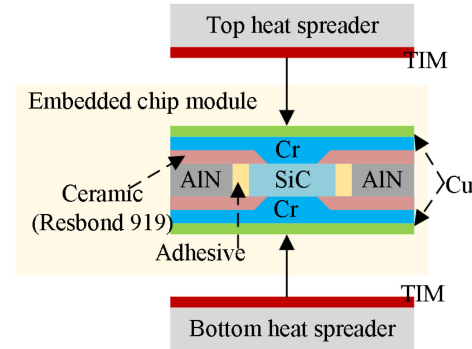 Top heat spreader
TIM
Embedded chip module
Cr
AlN
SiC
AlN
Cu
Ceramic
(Resbond 919)
Cr
Adhesive
TIM
Bottom heat spreader